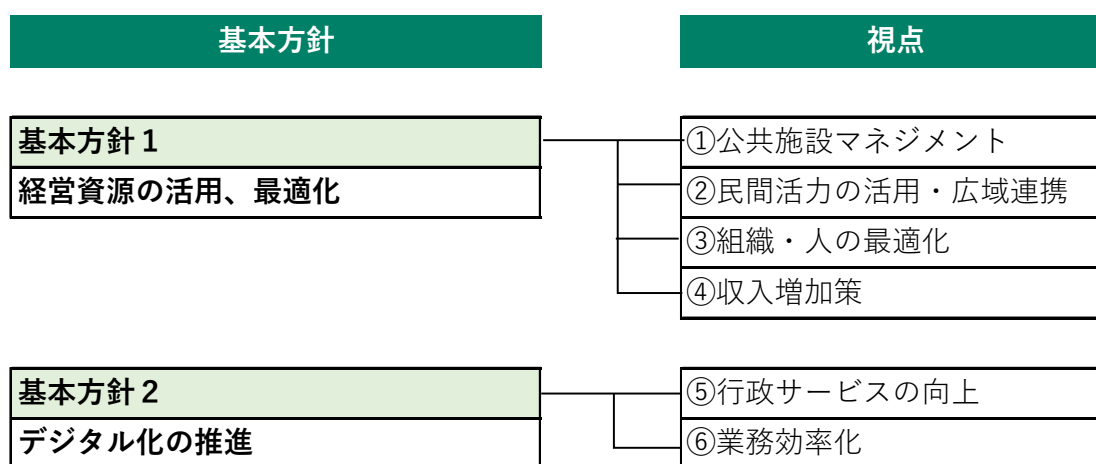 基本方針
視点
基本方針１
経営資源の活用、最適化
①公共施設マネジメント
②民間活力の活用・広域連携
③組織・人の最適化
④収入増加策
基本方針２
デジタル化の推進
⑤行政サービスの向上
⑥業務効率化